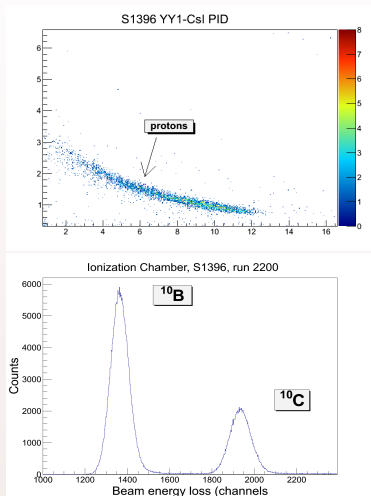 S1396 YY1-CsI PID
6
5
4
3
2
1
protons
2 4 6 8 10 12 14 16
8
7
6
5
4
3
2
1
0
Ionization Chamber, S1396, run 2200
6000
5000
4000
3000
2000
1000
0
Counts
¹⁰B
¹⁰C
1000 1200 1400 1600 1800 2000 2200
Beam energy loss (channels